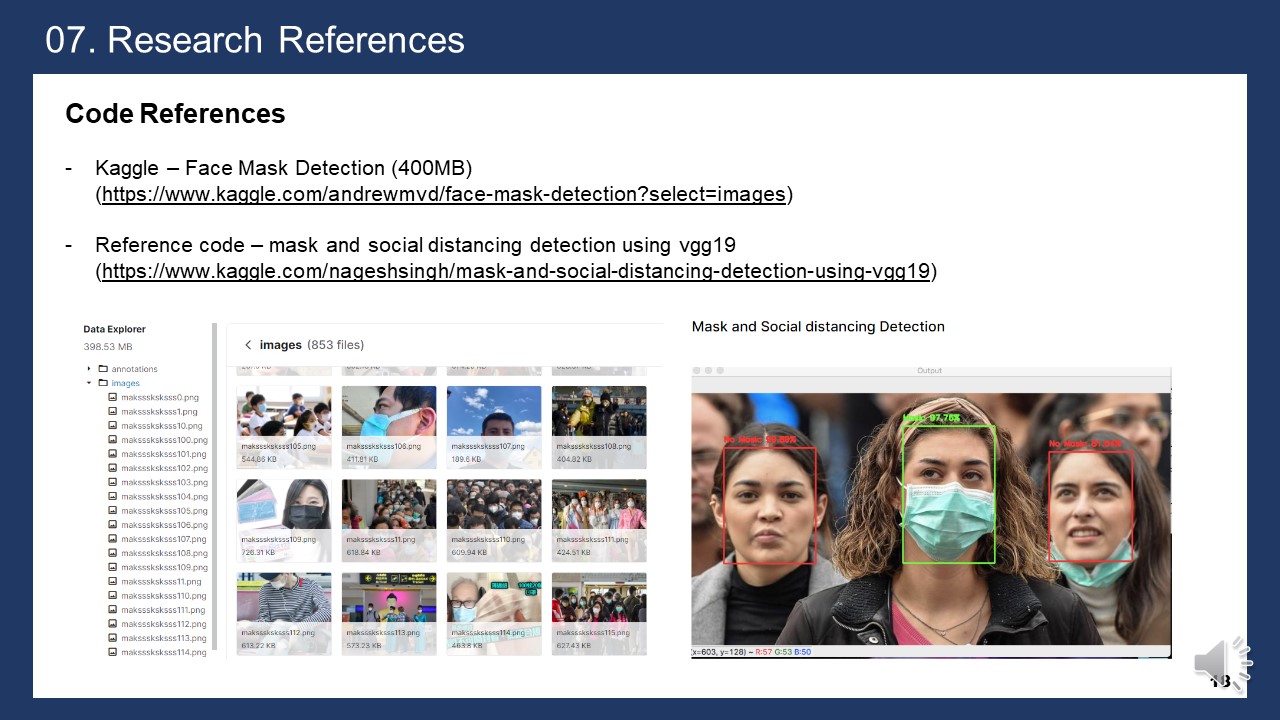 07. Research References
Code References
- Kaggle – Face Mask Detection (400MB)
(https://www.kaggle.com/andrewmvd/face-mask-detection?select=images)
- Reference code – mask and social distancing detection using vgg19
(https://www.kaggle.com/nageshsingh/mask-and-social-distancing-detection-using-vgg19)
Data Explorer
398.53 MB
annotations
images
maksssksksss0.png
maksssksksss1.png
maksssksksss10.png
maksssksksss100.png
maksssksksss101.png
maksssksksss102.png
maksssksksss103.png
maksssksksss104.png
maksssksksss105.png
maksssksksss106.png
maksssksksss107.png
maksssksksss108.png
maksssksksss109.png
maksssksksss11.png
maksssksksss110.png
maksssksksss111.png
maksssksksss112.png
maksssksksss113.png
maksssksksss114.png
< images (853 files)
maksssksksss105.png
544.66 KB
maksssksksss106.png
411.91 KB
maksssksksss107.png
189.6 KB
maksssksksss108.png
404.82 KB
maksssksksss109.png
726.31 KB
maksssksksss11.png
618.84 KB
maksssksksss110.png
609.94 KB
maksssksksss111.png
424.51 KB
maksssksksss112.png
613.22 KB
maksssksksss113.png
573.23 KB
maksssksksss114.png
463.8 KB
maksssksksss115.png
627.43 KB
Mask and Social distancing Detection
Output
No Mask:
Mask: 97.75%
No Mask:
(x=603, y=128) ~ R:57 G:53 B:50